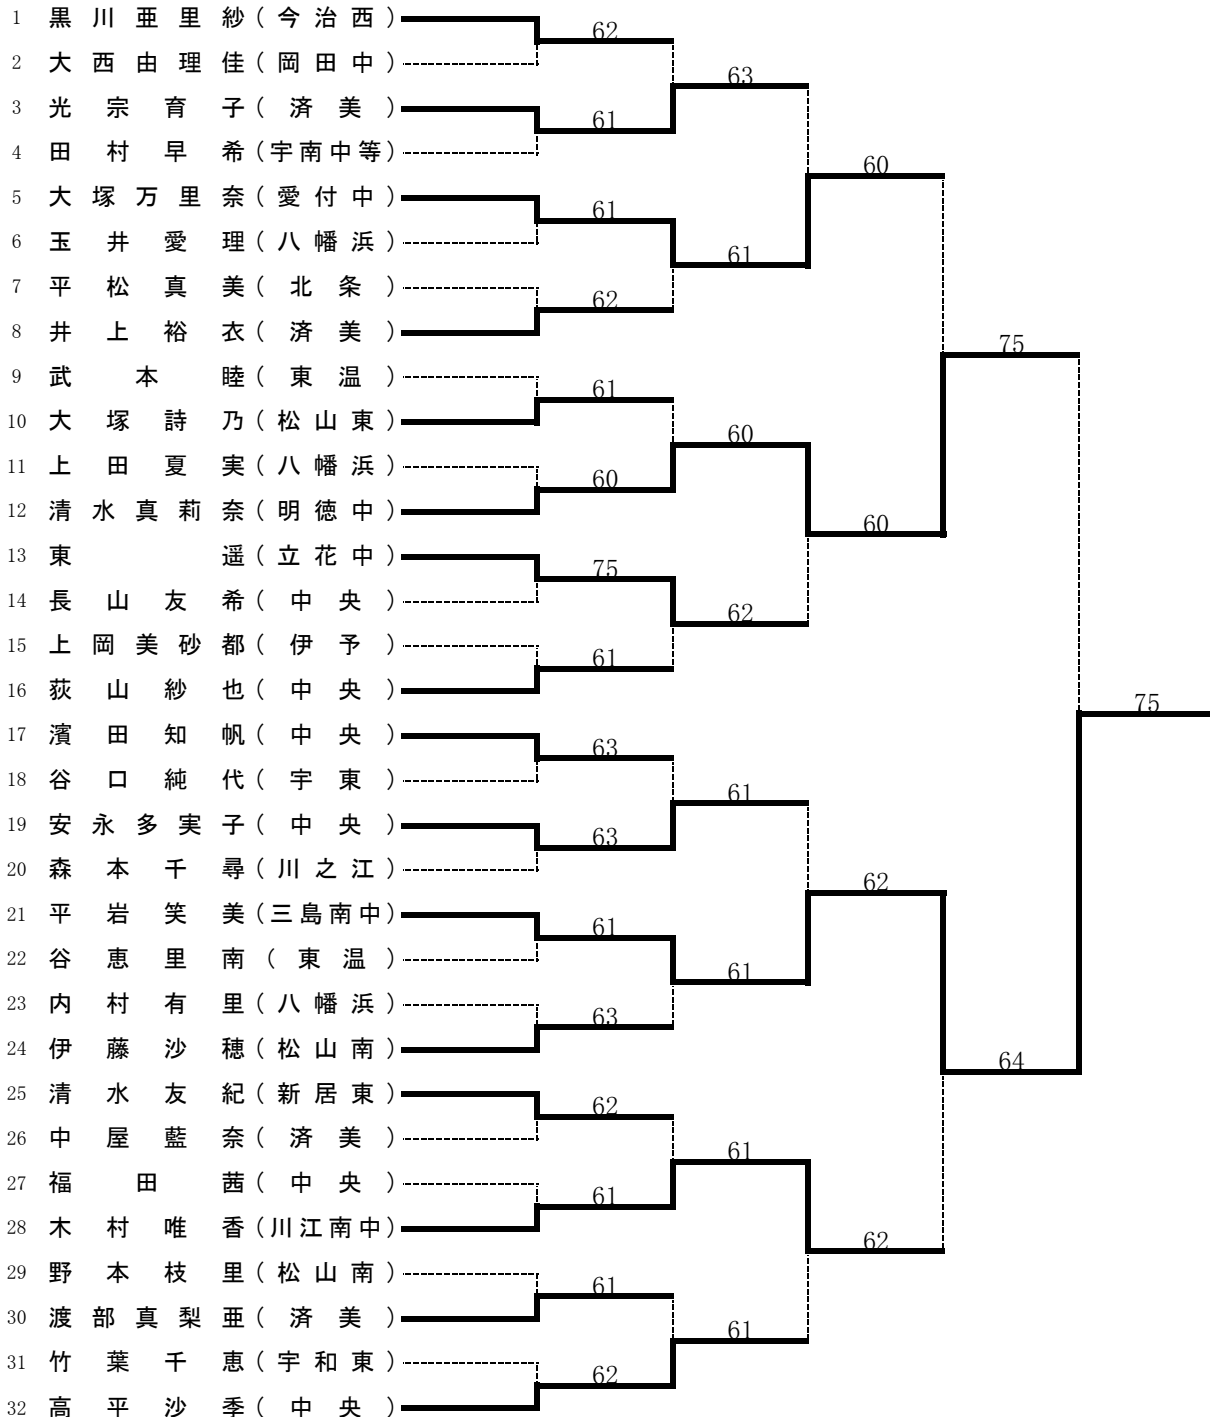 1 黒川亜里紗(今治西)
62
2 大西由理佳(岡田中)
63
3 光宗育子(済美)
61
4 田村早希(宇南中等)
60
5 大塚万里奈(愛付中)
61
6 玉井愛理(八幡浜)
61
7 平松真美(北条)
62
8 井上裕衣(済美)
75
9 武本睦(東温)
61
10 大塚詩乃(松山東)
60
11 上田夏実(八幡浜)
60
12 清水真莉奈(明徳中)
60
13 東遥(立花中)
75
14 長山友希(中央)
62
15 上岡美砂都(伊予)
61
16 荻山紗也(中央)
75
17 濱田知帆(中央)
63
18 谷口純代(宇東)
61
19 安永多実子(中央)
63
20 森本千尋(川之江)
62
21 平岩笑美(三島南中)
61
22 谷恵里南(東温)
61
23 内村有里(八幡浜)
63
24 伊藤沙穂(松山南)
64
25 清水友紀(新居東)
62
26 中屋藍奈(済美)
61
27 福田茜(中央)
61
28 木村唯香(川江南中)
62
29 野本枝里(松山南)
61
30 渡部真梨亜(済美)
61
31 竹葉千恵(宇和東)
62
32 高平沙季(中央)